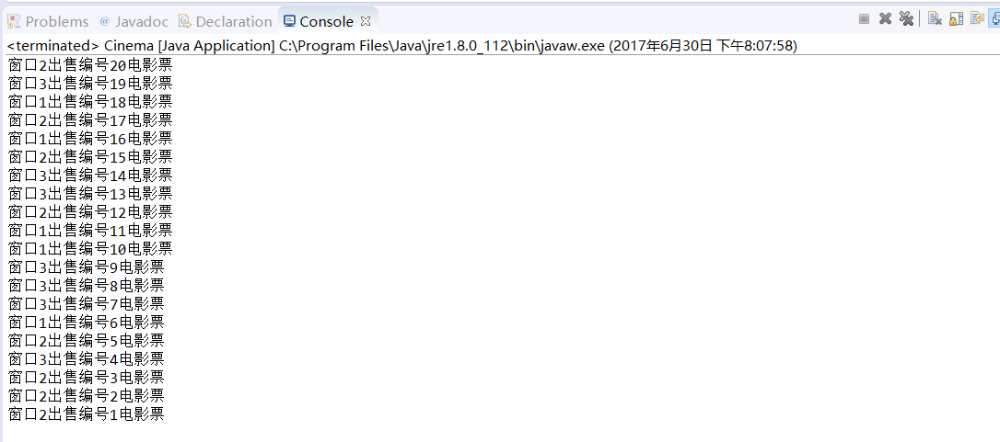 Problems @ Javadoc Declaration Console
<terminated> Cinema [Java Application] C:\Program Files\Java\jre1.8.0_112\bin\javaw.exe (2017年6月30日 下午8:07:58)
窗口2出售编号20电影票
窗口3出售编号19电影票
窗口1出售编号18电影票
窗口2出售编号17电影票
窗口1出售编号16电影票
窗口2出售编号15电影票
窗口3出售编号14电影票
窗口3出售编号13电影票
窗口2出售编号12电影票
窗口1出售编号11电影票
窗口1出售编号10电影票
窗口3出售编号9电影票
窗口3出售编号8电影票
窗口3出售编号7电影票
窗口1出售编号6电影票
窗口2出售编号5电影票
窗口3出售编号4电影票
窗口2出售编号3电影票
窗口2出售编号2电影票
窗口2出售编号1电影票